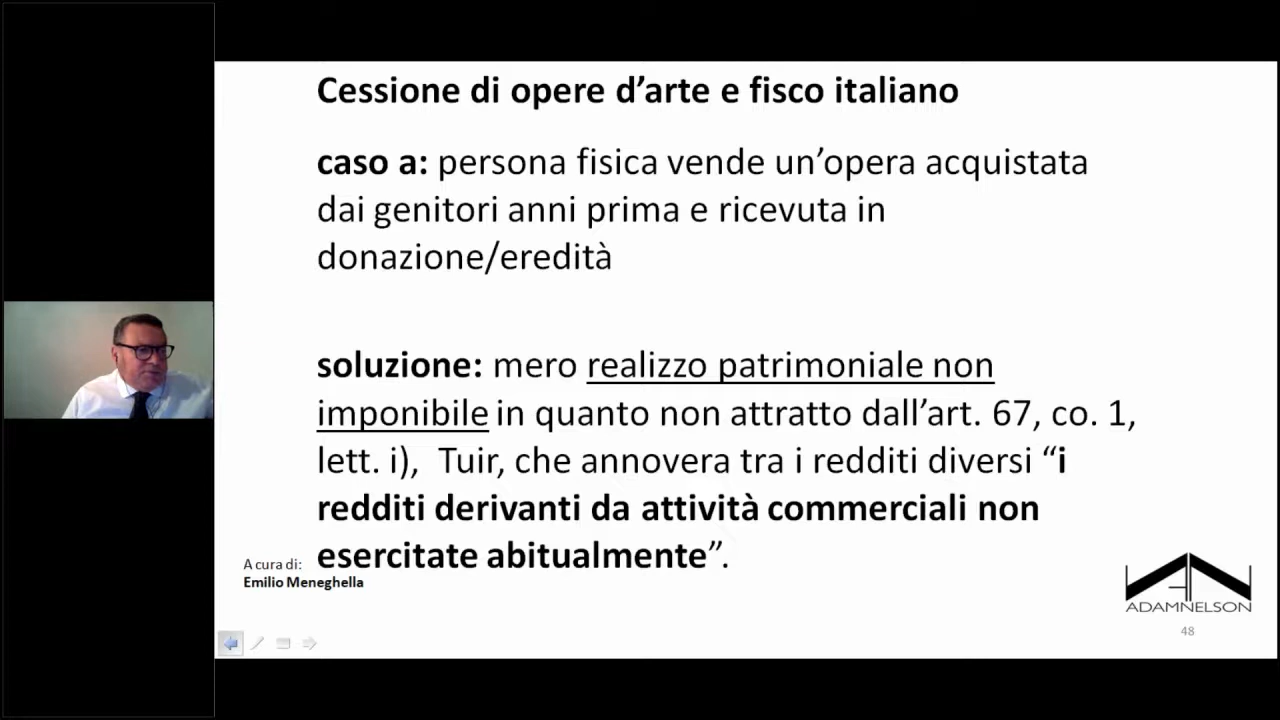 Cessione di opere d’arte e fisco italiano
caso a: persona fisica vende un’opera acquistata
dai genitori anni prima e ricevuta in
donazione/eredità
soluzione: mero realizzo patrimoniale non
imponibile in quanto non attratto dall’art. 67, co. 1,
lett. i), Tuir, che annovera tra i redditi diversi “i
redditi derivanti da attività commerciali non
esercitate abitualmente”.
A cura di:
Emilio Meneghella
ADAMNELSON
48